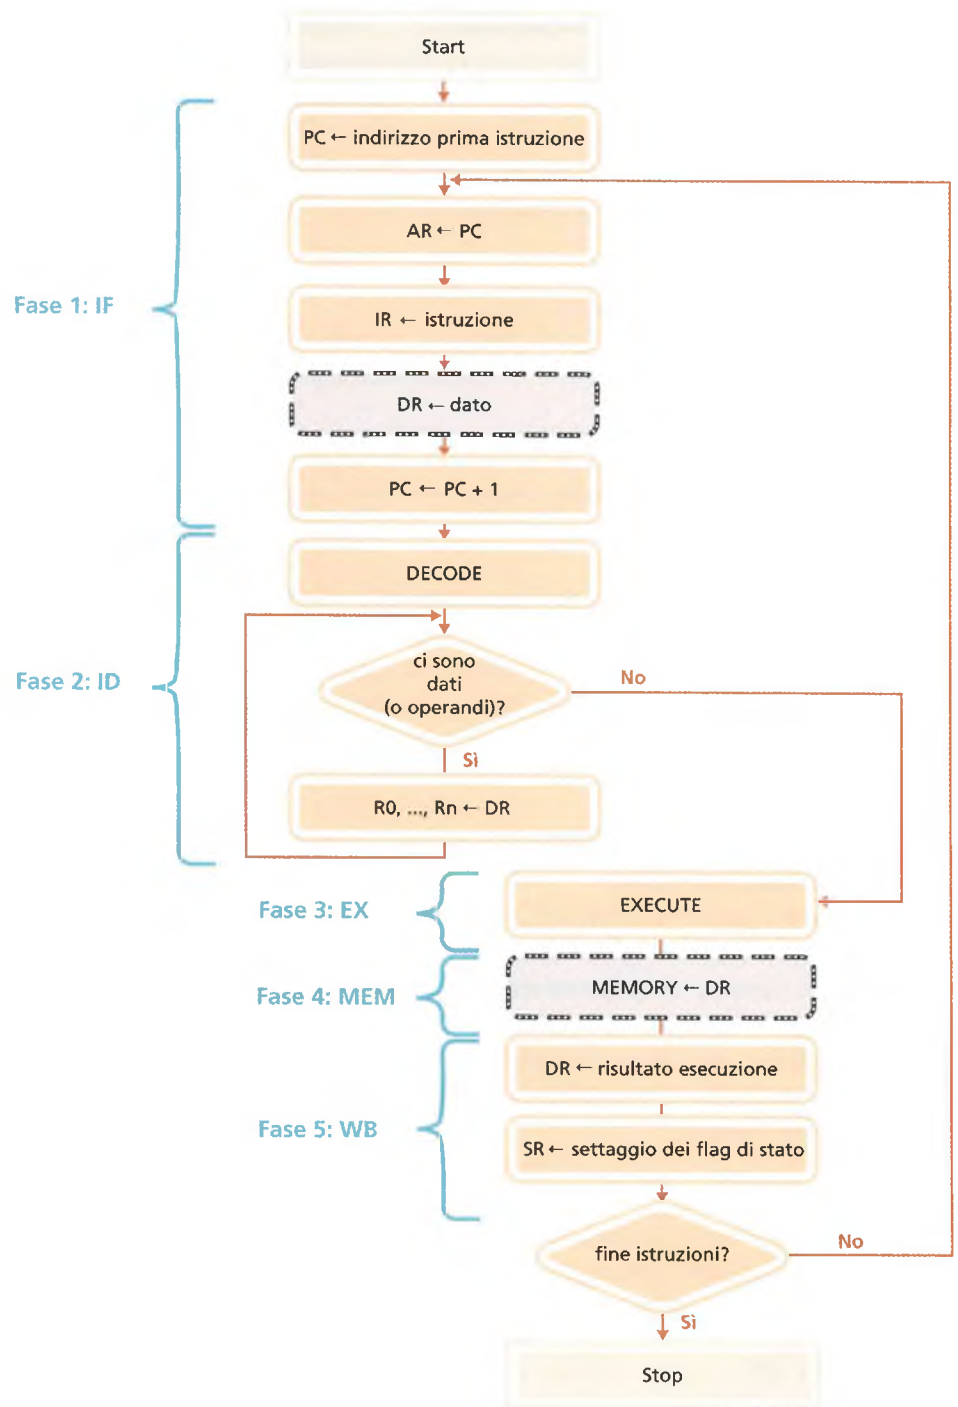 Start
PC ← indirizzo prima istruzione
AR ← PC
Fase 1: IF
IR ← istruzione
DR ← dato
PC ← PC + 1
DECODE
ci sono
dati
(o operandi)?
No
Fase 2: ID
Sì
R0, ..., Rn ← DR
Fase 3: EX
EXECUTE
Fase 4: MEM
MEMORY ← DR
DR ← risultato esecuzione
Fase 5: WB
SR ← settaggio dei flag di stato
fine istruzioni?
No
Sì
Stop